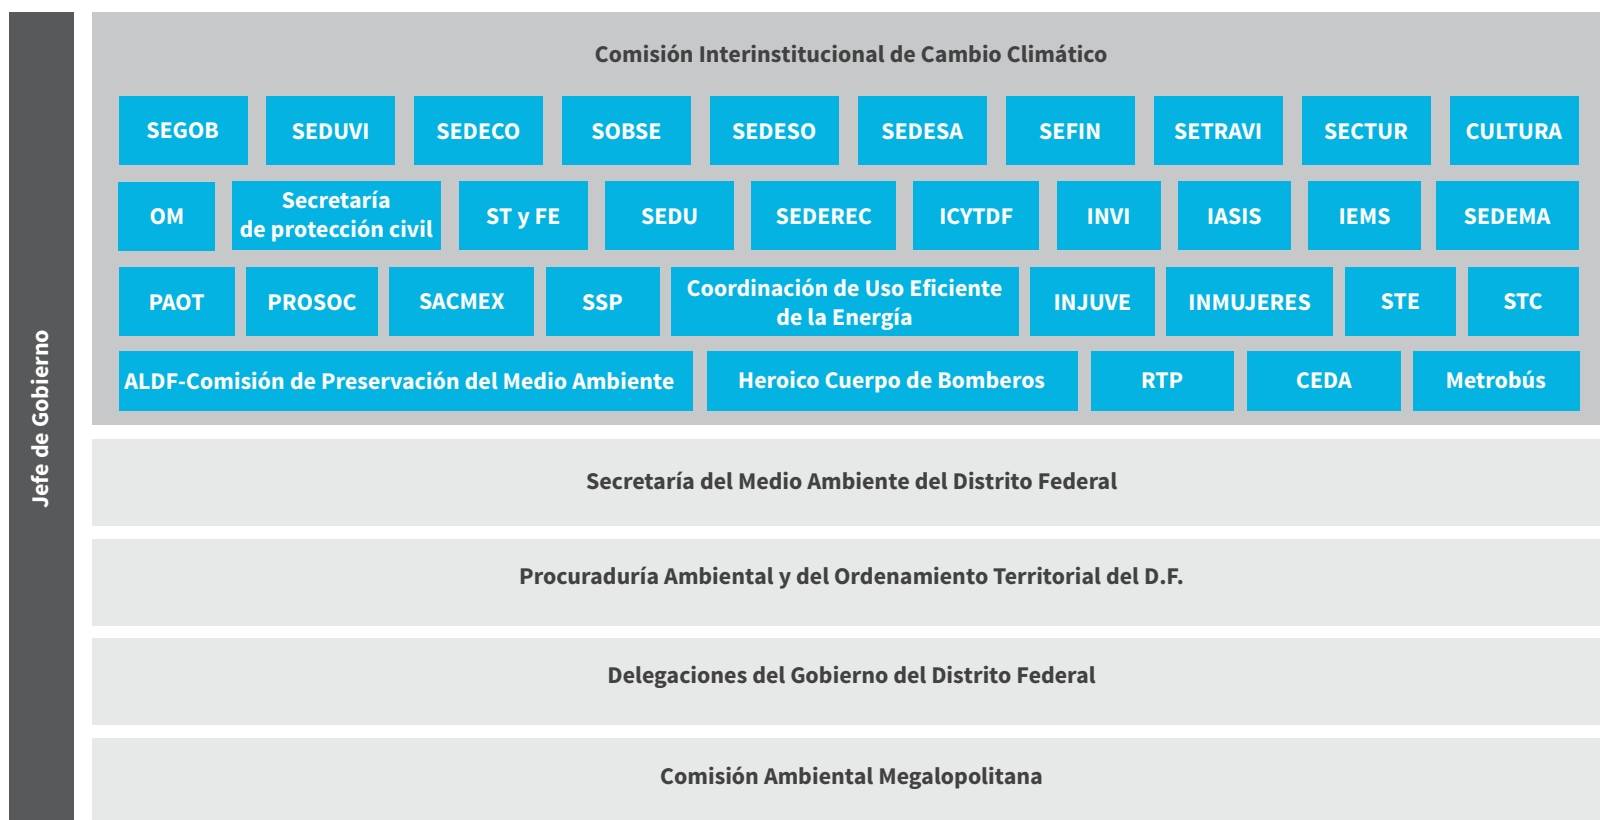 Jefe de Gobierno
Comisión Interinstitucional de Cambio Climático
SEGOB SEDUVI SEDECO SOBSE SEDESO SEDESA SEFIN SETRAVI SECTUR CULTURA
OM
Secretaría
de protección civil
ST y FE SEDU SEDEREC ICYTDF INVI IASIS IEMS SEDEMA
PAOT PROSOC SACMEX SSP
Coordinación de Uso Eficiente
de la Energía
INJUVE INMUJERES STE STC
ALDF-Comisión de Preservación del Medio Ambiente Heroico Cuerpo de Bomberos RTP CEDA Metrobús
Secretaría del Medio Ambiente del Distrito Federal
Procuraduría Ambiental y del Ordenamiento Territorial del D.F.
Delegaciones del Gobierno del Distrito Federal
Comisión Ambiental Megalopolitana